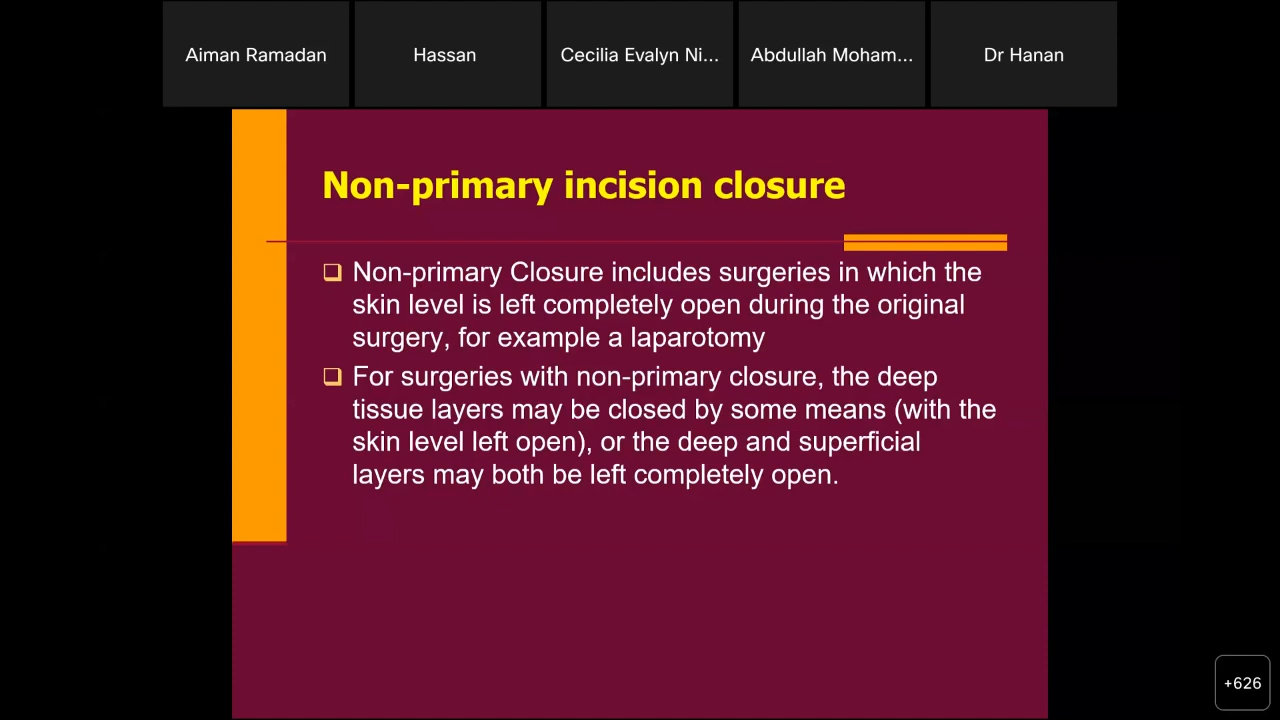 Aiman Ramadan
Hassan
Cecilia Evalyn Ni...
Abdullah Moham...
Dr Hanan
Non-primary incision closure
❑ Non-primary Closure includes surgeries in which the
skin level is left completely open during the original
surgery, for example a laparotomy
❑ For surgeries with non-primary closure, the deep
tissue layers may be closed by some means (with the
skin level left open), or the deep and superficial
layers may both be left completely open.
+626